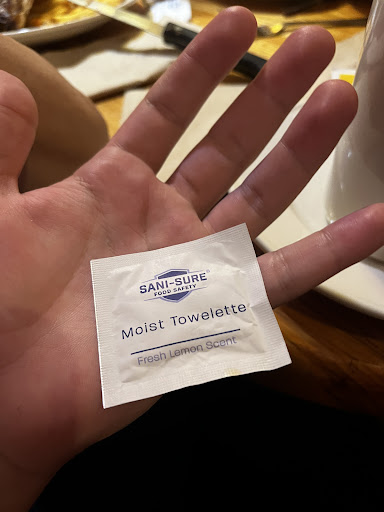 SANI-SURE
FOOD SAFETY
Moist Towelette
Fresh Lemon Scent